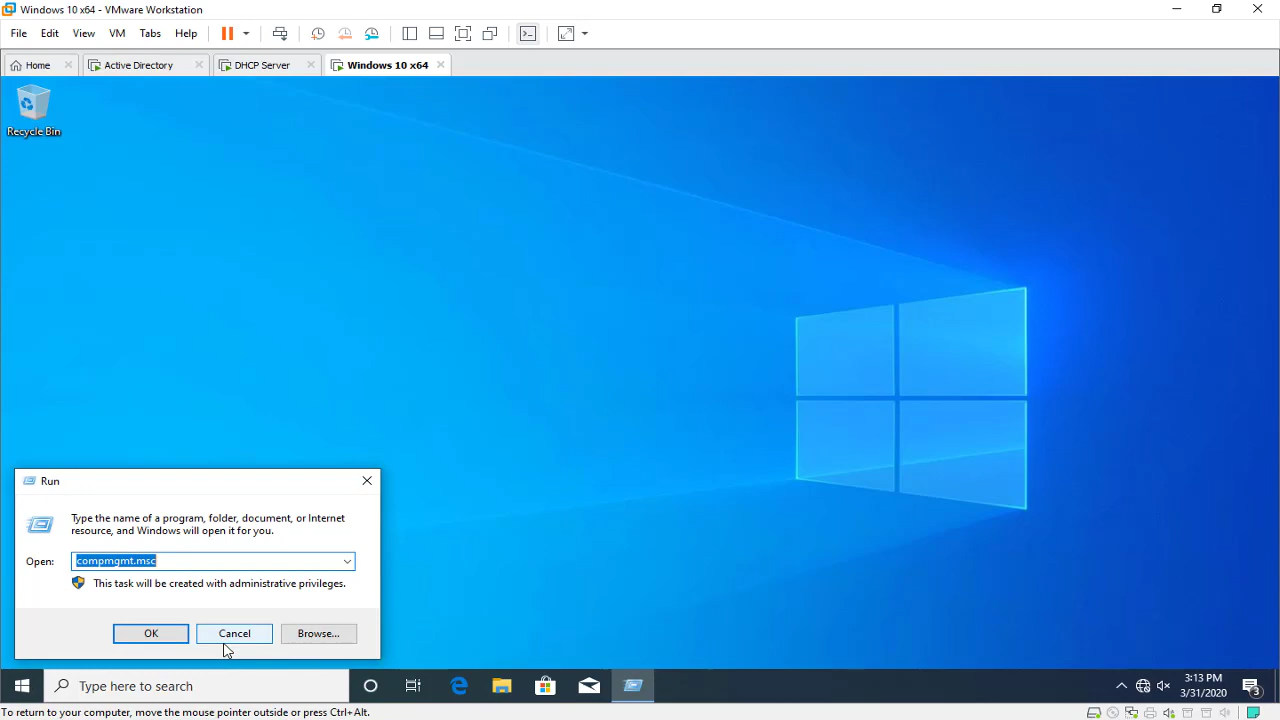 Windows 10 x64 - VMware Workstation
File Edit View VM Tabs Help
Home Active Directory DHCP Server Windows 10 x64
Recycle Bin
Run
Type the name of a program, folder, document, or Internet
resource, and Windows will open it for you.
Open: compmgmt.msc
This task will be created with administrative privileges.
OK Cancel Browse...
Type here to search
3:13 PM
3/31/2020
3
To return to your computer, move the mouse pointer outside or press Ctrl+Alt.